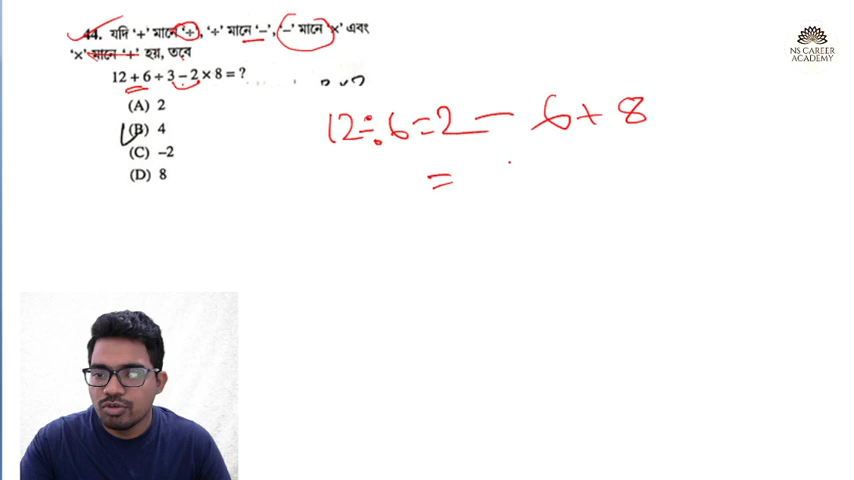 44. যদি '+' মানে '÷', '÷' মানে '–', '–' মানে '×' এবং
'×' মানে '+' হয়, তবে
12 + 6 ÷ 3 – 2 × 8 = ?
(A) 2
(B) 4
(C) –2
(D) 8
12 ÷ 6 = 2 – 6 + 8
=
NS CAREER
ACADEMY